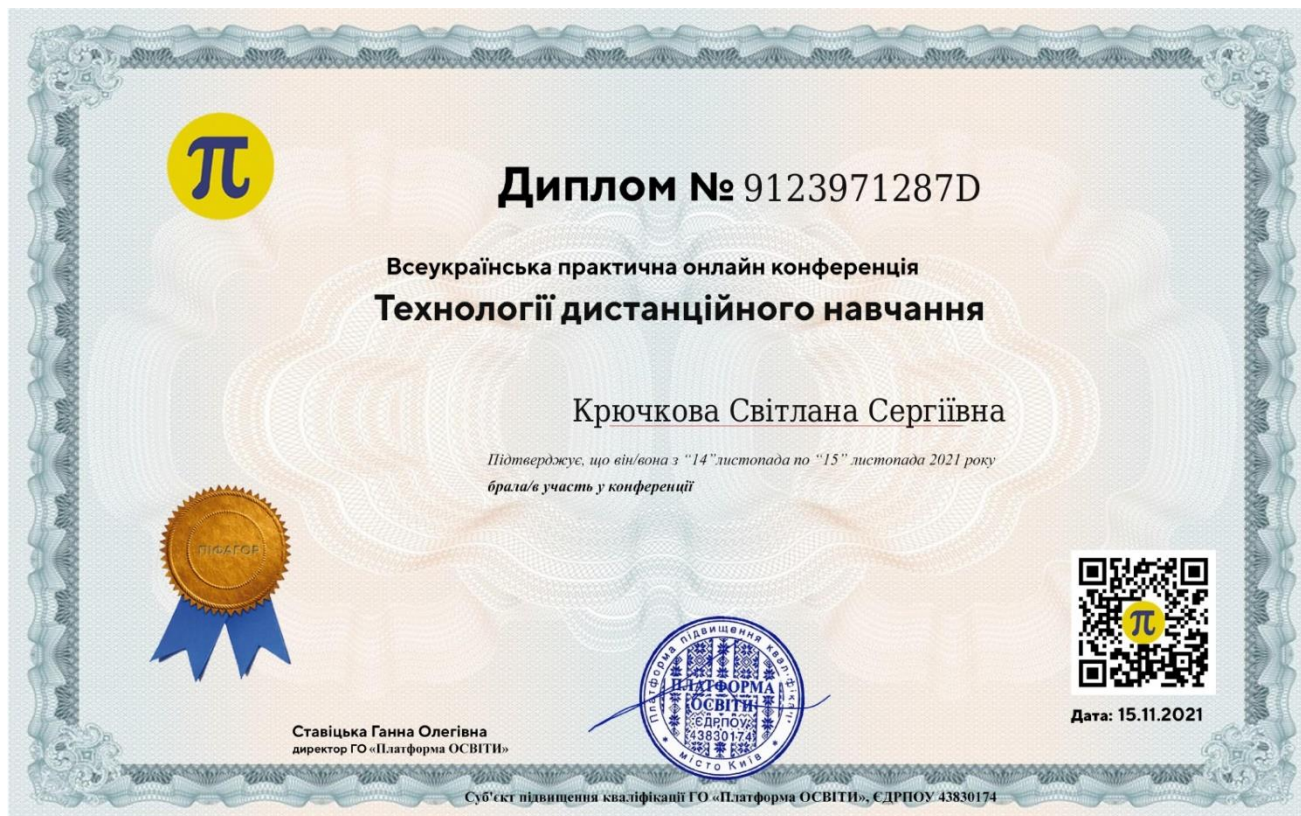 π
Диплом № 9123971287D
Всеукраїнська практична онлайн конференція
Технології дистанційного навчання
Крючкова Світлана Сергіївна
Підтверджує, що він/вона з “14”листопада по “15” листопада 2021 року
брала/в участь у конференції
ПІФАГОР
Платформа підвищення
ПЛАТФОРМА
ОСВІТИ
ЄДРПОУ
43830174
місто Київ
π
Дата: 15.11.2021
Ставіцька Ганна Олегівна
директор ГО «Платформа ОСВІТИ»
Суб'єкт підвищення кваліфікації ГО «Платформа ОСВІТИ», ЄДРПОУ 43830174